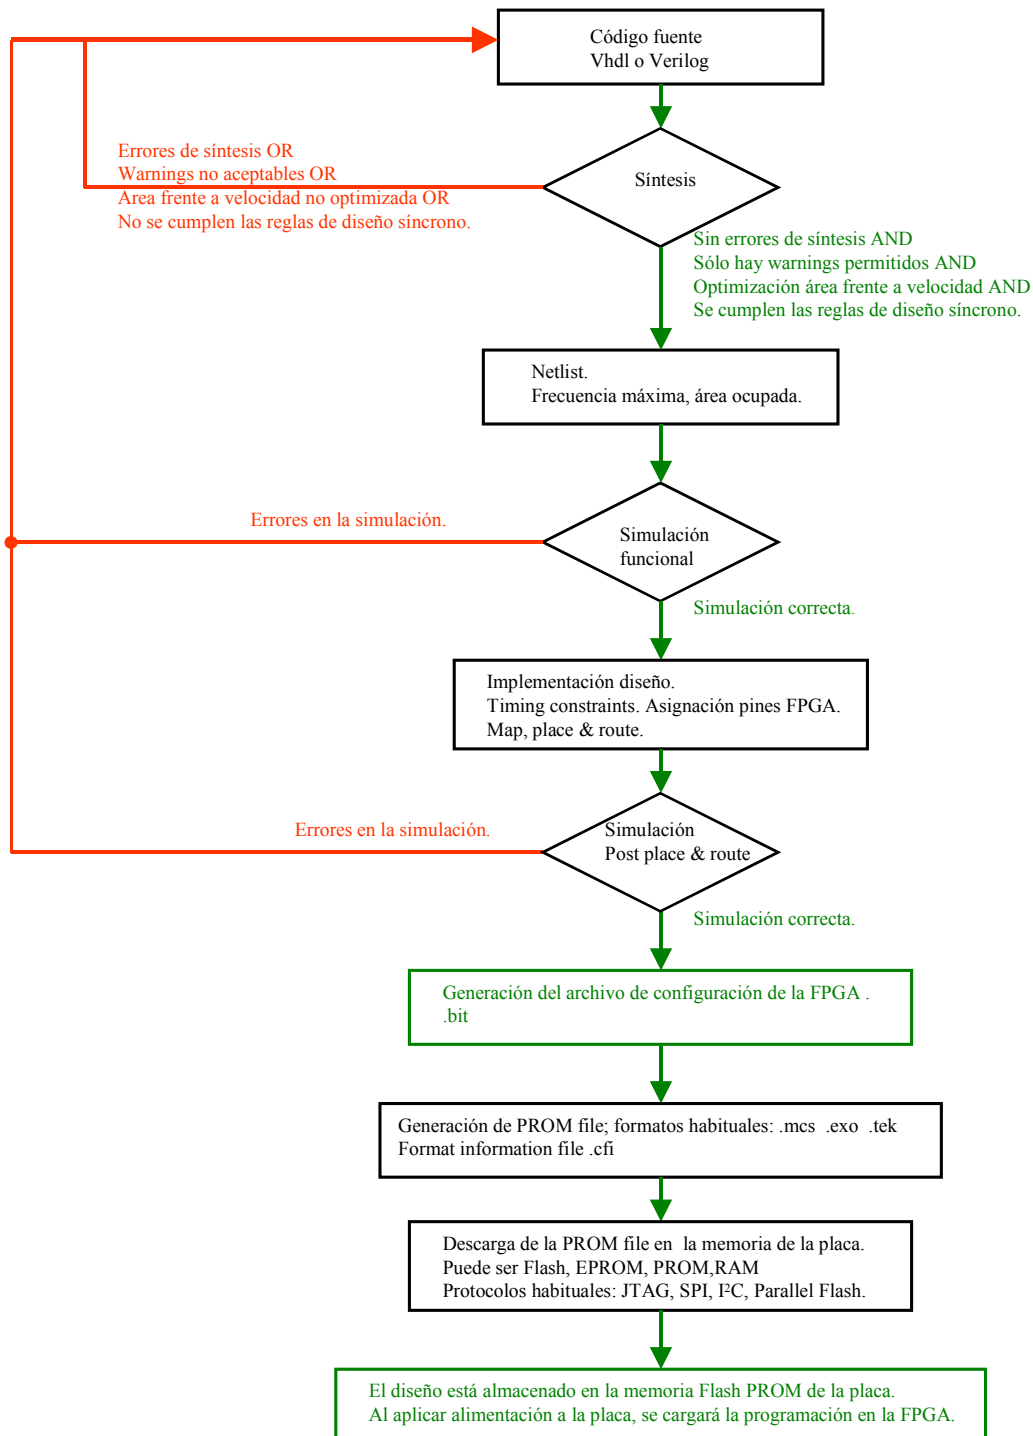 Código fuente
Vhdl o Verilog
Errores de síntesis OR
Warnings no aceptables OR
Area frente a velocidad no optimizada OR
No se cumplen las reglas de diseño síncrono.
Síntesis
Sin errores de síntesis AND
Sólo hay warnings permitidos AND
Optimización área frente a velocidad AND
Se cumplen las reglas de diseño síncrono.
Netlist.
Frecuencia máxima, área ocupada.
Errores en la simulación.
Simulación
funcional
Simulación correcta.
Implementación diseño.
Timing constraints. Asignación pines FPGA.
Map, place & route.
Errores en la simulación.
Simulación
Post place & route
Simulación correcta.
Generación del archivo de configuración de la FPGA .
.bit
Generación de PROM file; formatos habituales: .mcs .exo .tek
Format information file .cfi
Descarga de la PROM file en la memoria de la placa.
Puede ser Flash, EPROM, PROM,RAM
Protocolos habituales: JTAG, SPI, I²C, Parallel Flash.
El diseño está almacenado en la memoria Flash PROM de la placa.
Al aplicar alimentación a la placa, se cargará la programación en la FPGA.